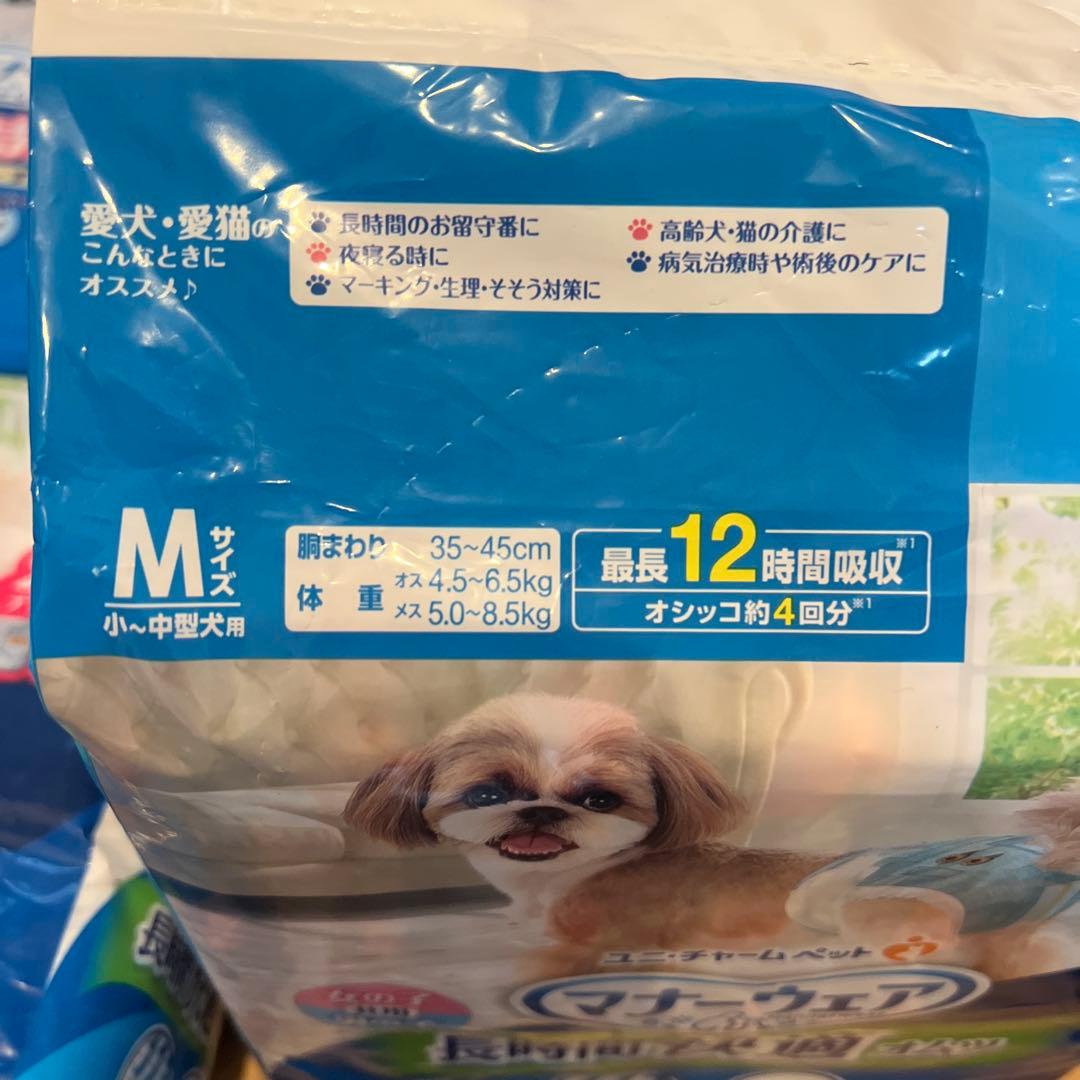 愛犬・愛猫の
こんなときに
オススメ♪
長時間のお留守番に
夜寝る時に
マーキング・生理・そそう対策に
高齢犬・猫の介護に
病気治療時や術後のケアに
Mサイズ
小~中型犬用
胴まわり 35~45cm
体重 オス 4.5~6.5kg
メス 5.0~8.5kg
最長12時間吸収※1
オシッコ約4回分※1
ユニ・チャーム ペット
マナーウェア
長時間